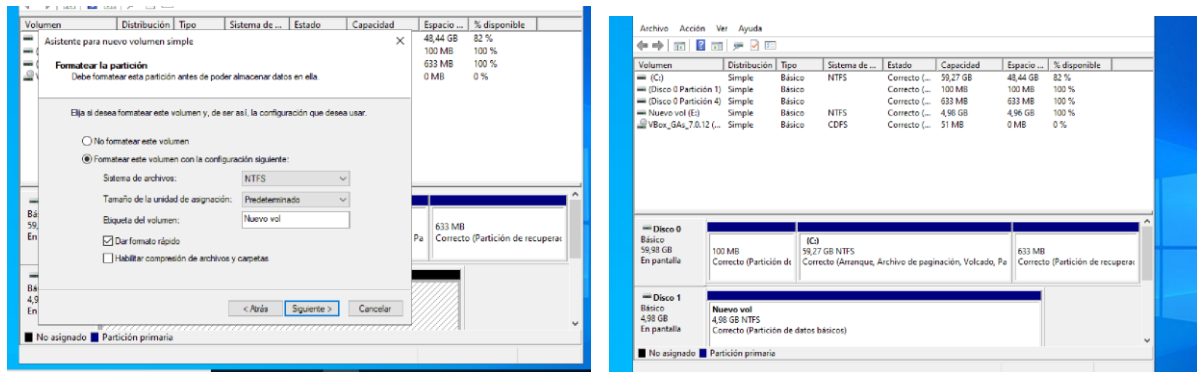 Volumen Distribución Tipo Sistema de ... Estado Capacidad Espacio ... % disponible
48,44 GB 82 %
100 MB 100 %
633 MB 100 %
0 MB 0 %
Asistente para nuevo volumen simple
Formatear la partición
Debe formatear esta partición antes de poder almacenar datos en ella.
Elija si desea formatear este volumen y, de ser así, la configuración que desea usar.
No formatear este volumen
Formatear este volumen con la configuración siguiente:
Sistema de archivos: NTFS
Tamaño de la unidad de asignación: Predeterminado
Etiqueta del volumen: Nuevo vol
Dar formato rápido
Habilitar compresión de archivos y carpetas
< Atrás Siguiente > Cancelar
Bá
59,
En
633 MB
Pa Correcto (Partición de recuperac
Bá
4,9
En
No asignado Partición primaria
Archivo Acción Ver Ayuda
Volumen Distribución Tipo Sistema de ... Estado Capacidad Espacio ... % disponible
(C:) Simple Básico NTFS Correcto (... 59,27 GB 48,44 GB 82 %
(Disco 0 Partición 1) Simple Básico Correcto (... 100 MB 100 MB 100 %
(Disco 0 Partición 4) Simple Básico Correcto (... 633 MB 633 MB 100 %
Nuevo vol (E:) Simple Básico NTFS Correcto (... 4,98 GB 4,96 GB 100 %
VBox_GAs_7.0.12 (... Simple Básico CDFS Correcto (... 51 MB 0 MB 0 %
Disco 0
Básico
59,98 GB
En pantalla
100 MB
Correcto (Partición de
(C:)
59,27 GB NTFS
Correcto (Arranque, Archivo de paginación, Volcado, Pa
633 MB
Correcto (Partición de recuperac
Disco 1
Básico
4,98 GB
En pantalla
Nuevo vol
4,98 GB NTFS
Correcto (Partición de datos básicos)
No asignado Partición primaria